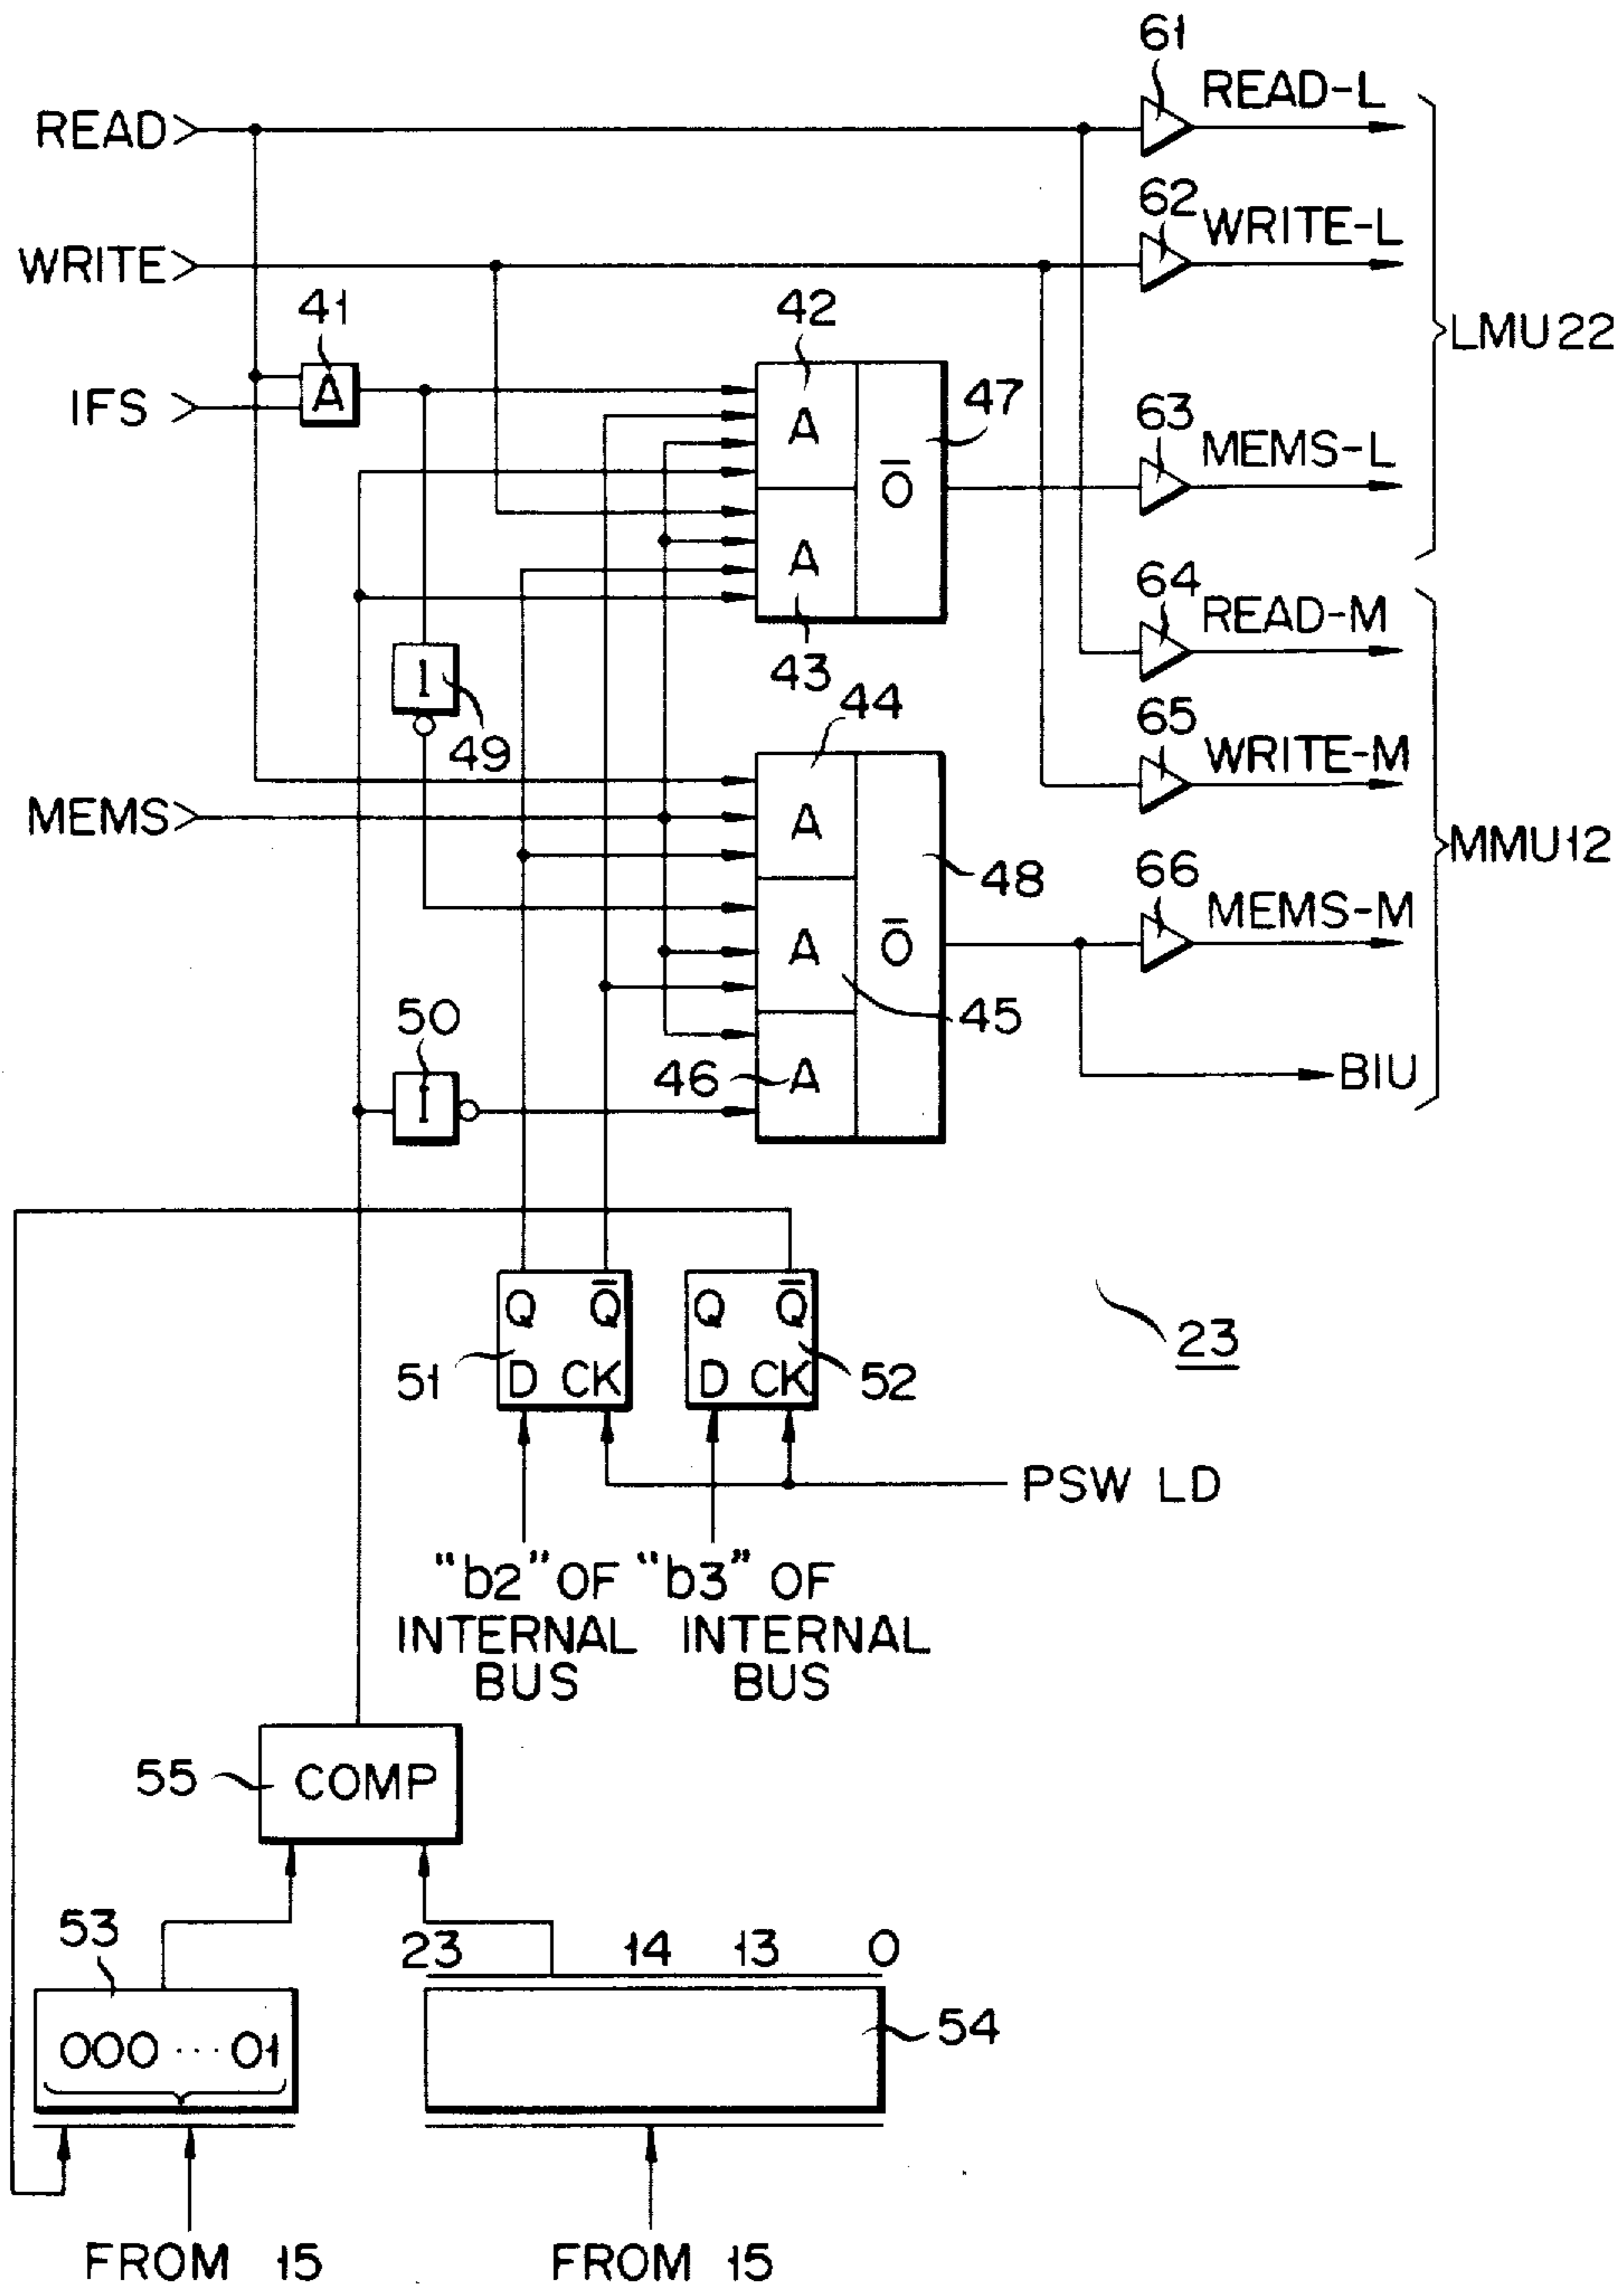 61
READ-L
READ
62
WRITE-L
WRITE
41
42
LMU22
A
IFS
47
63
MEMS-L
A
O̅
A
64
READ-M
43
I
49
44
65
WRITE-M
MEMS
A
MMU12
48
66
MEMS-M
A
O̅
50
45
46
A
BIU
I
Q Q̅
Q Q̅
23
51
D CK
D CK
52
PSW LD
"b2" OF "b3" OF
INTERNAL INTERNAL
BUS BUS
55
COMP
53
23 14 13 0
000 ··· 01
54
FROM 15
FROM 15